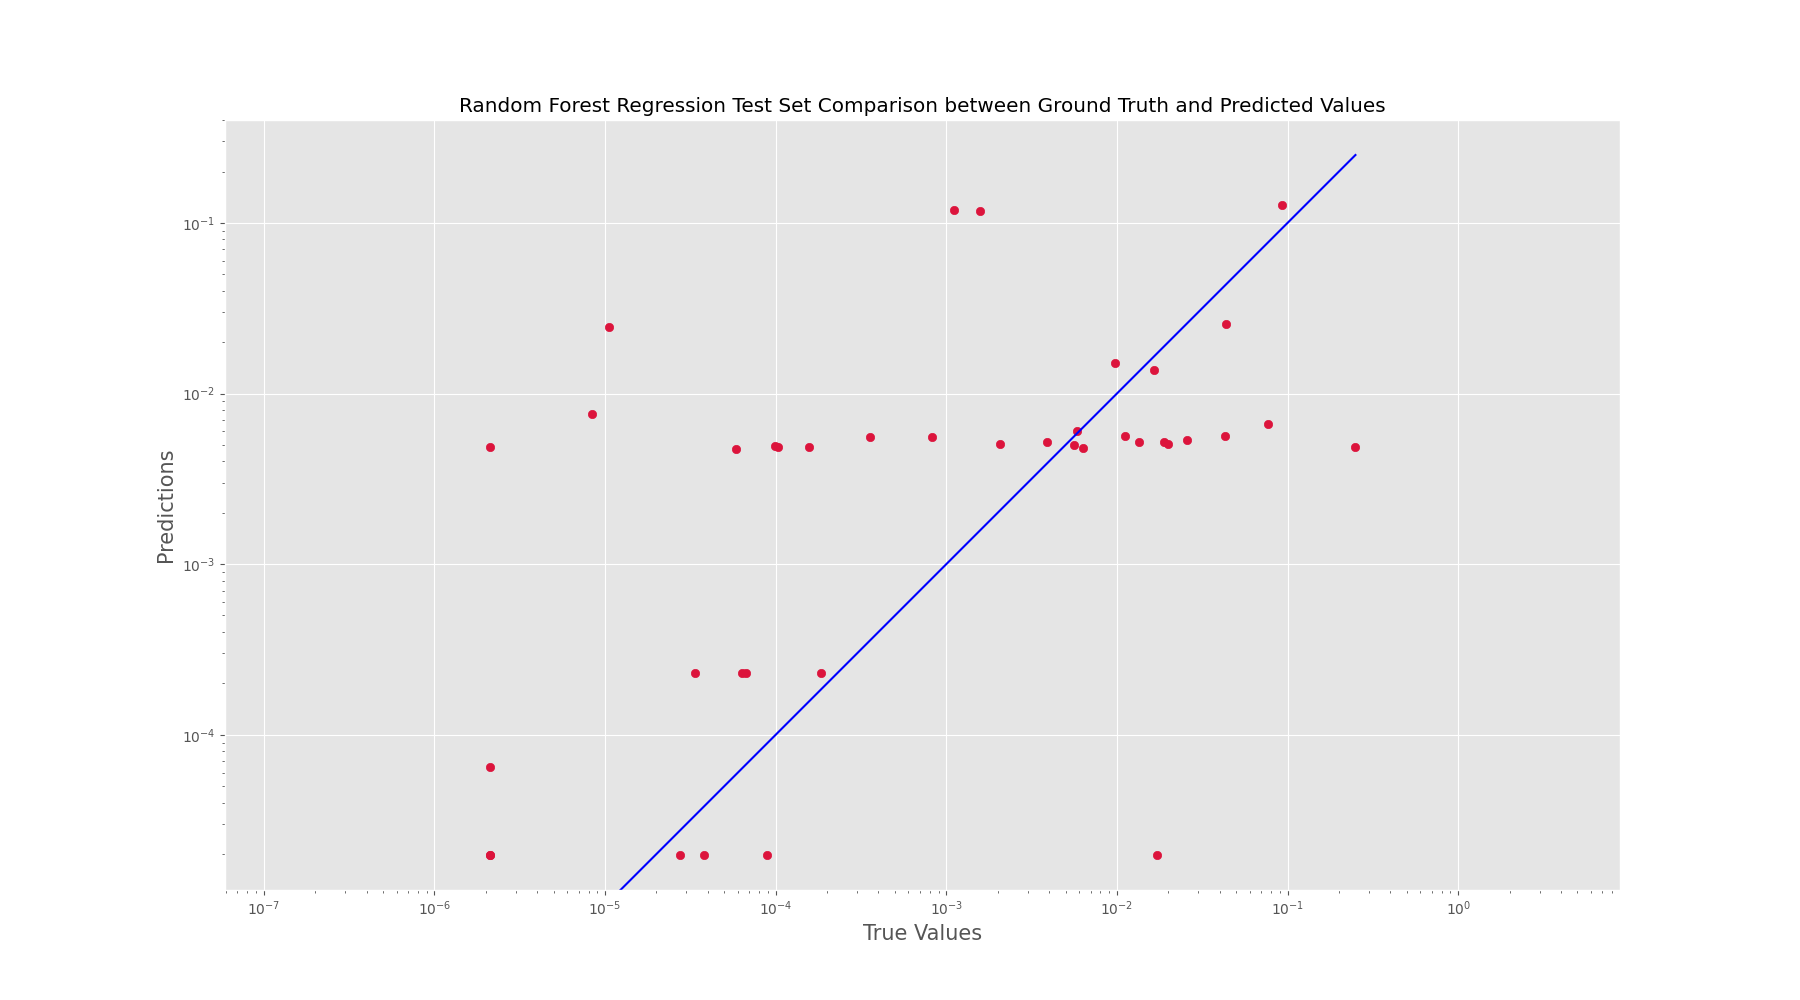 Random Forest Regression Test Set Comparison between Ground Truth and Predicted Values
Predictions
10⁻¹
10⁻²
10⁻³
10⁻⁴
10⁻⁷ 10⁻⁶ 10⁻⁵ 10⁻⁴ 10⁻³ 10⁻² 10⁻¹ 10⁰
True Values